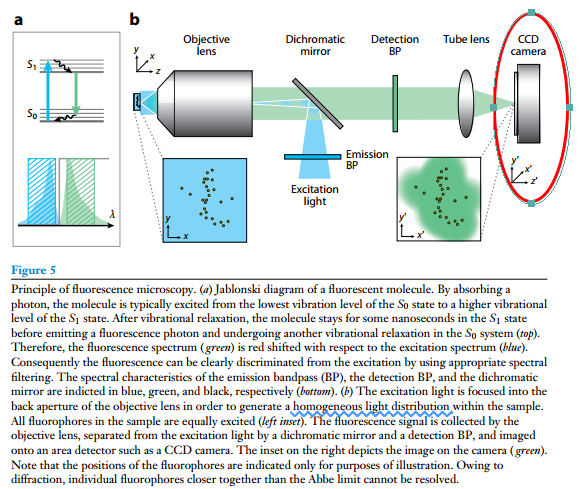 a
b
S1
S0
λ
y
x
z
Objective
lens
Dichromatic
mirror
Detection
BP
Tube lens
CCD
camera
Emission
BP
Excitation
light
y
x
y'
x'
y'
x'
z'
Figure 5
Principle of fluorescence microscopy. (a) Jablonski diagram of a fluorescent molecule. By absorbing a
photon, the molecule is typically excited from the lowest vibration level of the S0 state to a higher vibrational
level of the S1 state. After vibrational relaxation, the molecule stays for some nanoseconds in the S1 state
before emitting a fluorescence photon and undergoing another vibrational relaxation in the S0 system (top).
Therefore, the fluorescence spectrum (green) is red shifted with respect to the excitation spectrum (blue).
Consequently the fluorescence can be clearly discriminated from the excitation by using appropriate spectral
filtering. The spectral characteristics of the emission bandpass (BP), the detection BP, and the dichromatic
mirror are indicted in blue, green, and black, respectively (bottom). (b) The excitation light is focused into the
back aperture of the objective lens in order to generate a homogeneous light distribution within the sample.
All fluorophores in the sample are equally excited (left inset). The fluorescence signal is collected by the
objective lens, separated from the excitation light by a dichromatic mirror and a detection BP, and imaged
onto an area detector such as a CCD camera. The inset on the right depicts the image on the camera (green).
Note that the positions of the fluorophores are indicated only for purposes of illustration. Owing to
diffraction, individual fluorophores closer together than the Abbe limit cannot be resolved.